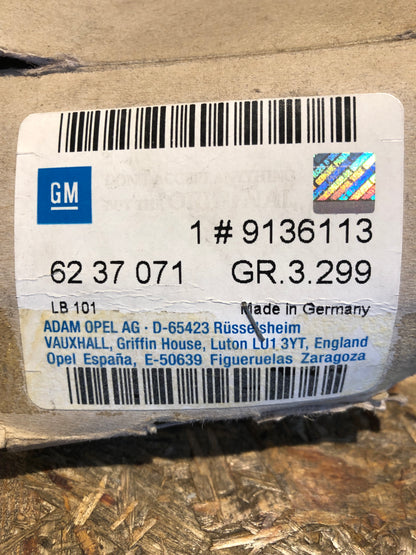 GM
1 # 9136113
62 37 071 GR.3.299
LB 101 Made in Germany
ADAM OPEL AG · D-65423 Rüsselsheim
VAUXHALL, Griffin House, Luton LU1 3YT, England
Opel España, E-50639 Figueruelas Zaragoza